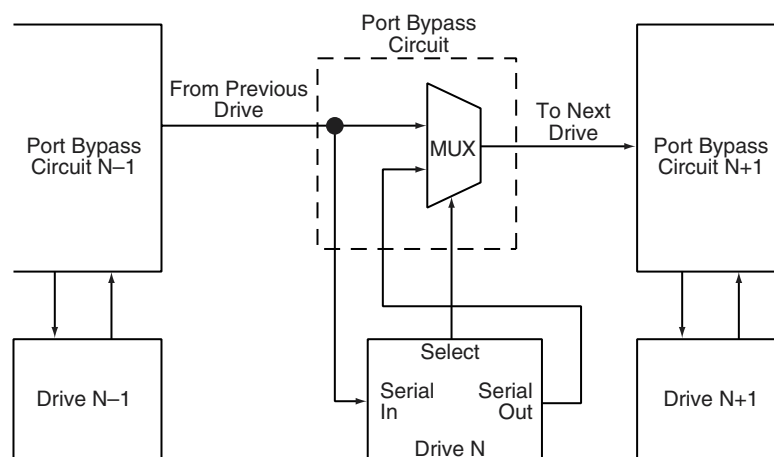 Port Bypass
Circuit
From Previous
Drive
To Next
Drive
Port Bypass
Circuit N–1
MUX
Port Bypass
Circuit N+1
Select
Drive N–1
Serial
In
Serial
Out
Drive N+1
Drive N